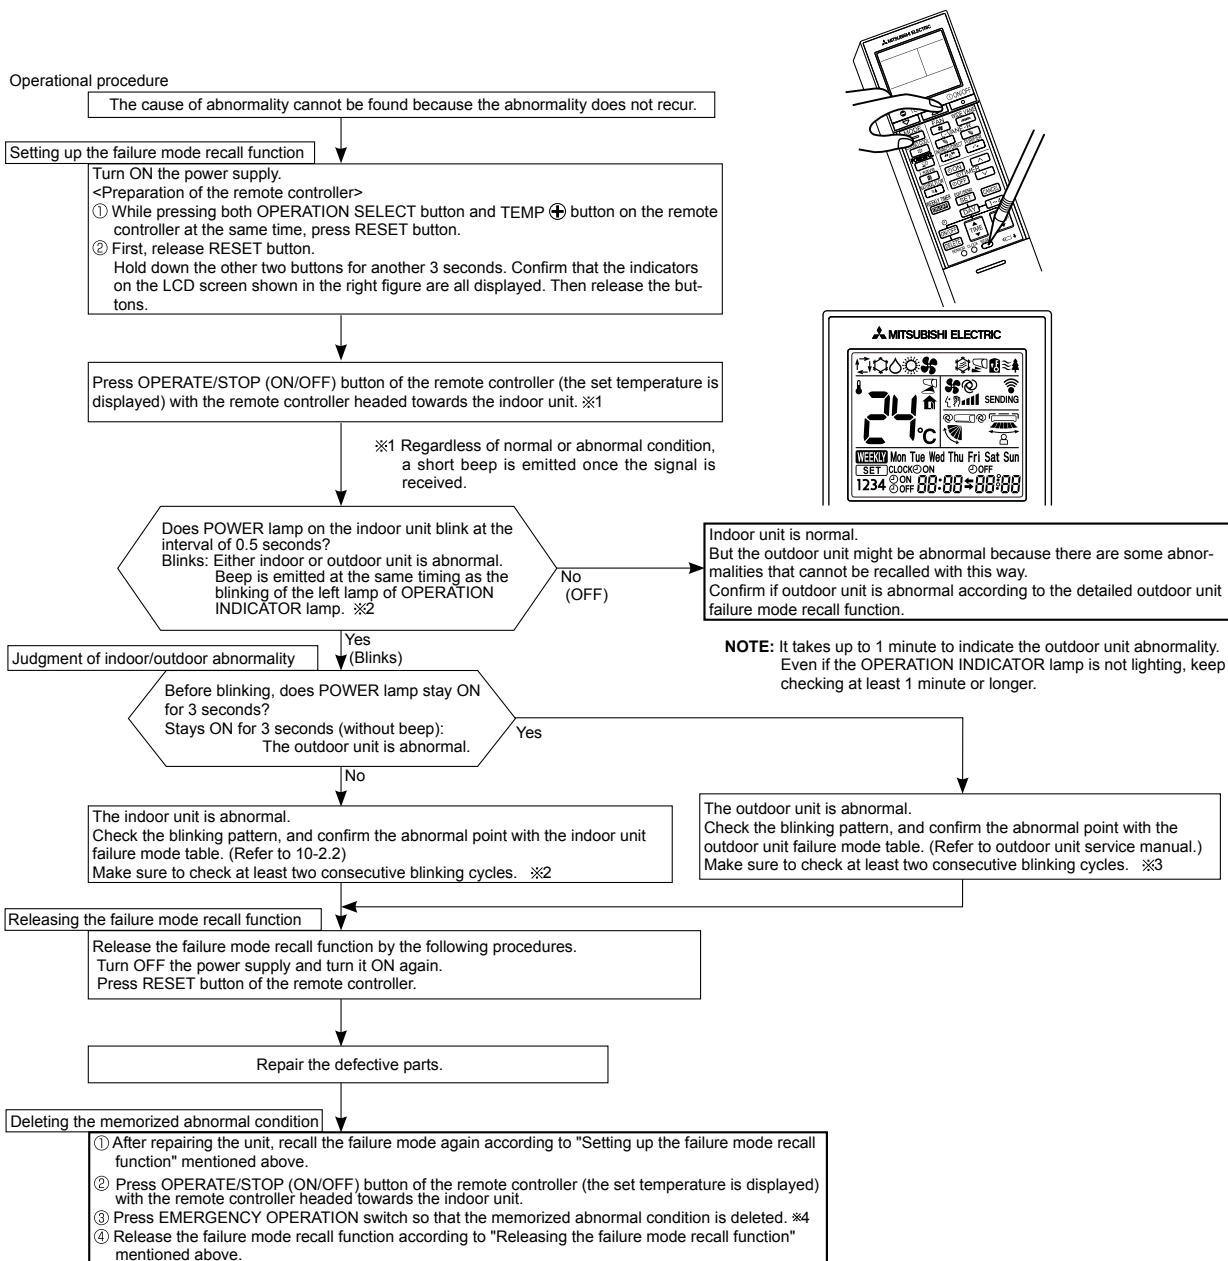 Operational procedure
The cause of abnormality cannot be found because the abnormality does not recur.
Setting up the failure mode recall function
Turn ON the power supply.
<Preparation of the remote controller>
① While pressing both OPERATION SELECT button and TEMP ⊕ button on the remote
controller at the same time, press RESET button.
② First, release RESET button.
Hold down the other two buttons for another 3 seconds. Confirm that the indicators
on the LCD screen shown in the right figure are all displayed. Then release the but-
tons.
MITSUBISHI ELECTRIC
ON/OFF
FAN
TIME
MITSUBISHI ELECTRIC
SENDING
24°C
WEEKLY Mon Tue Wed Thu Fri Sat Sun
SET CLOCK ON OFF
1234 ON OFF 88:88 88:88
Press OPERATE/STOP (ON/OFF) button of the remote controller (the set temperature is
displayed) with the remote controller headed towards the indoor unit. ※1
※1 Regardless of normal or abnormal condition,
a short beep is emitted once the signal is
received.
Does POWER lamp on the indoor unit blink at the
interval of 0.5 seconds?
Blinks: Either indoor or outdoor unit is abnormal.
Beep is emitted at the same timing as the
blinking of the left lamp of OPERATION
INDICATOR lamp. ※2
No
(OFF)
Indoor unit is normal.
But the outdoor unit might be abnormal because there are some abnor-
malities that cannot be recalled with this way.
Confirm if outdoor unit is abnormal according to the detailed outdoor unit
failure mode recall function.
NOTE: It takes up to 1 minute to indicate the outdoor unit abnormality.
Even if the OPERATION INDICATOR lamp is not lighting, keep
checking at least 1 minute or longer.
Yes
(Blinks)
Judgment of indoor/outdoor abnormality
Before blinking, does POWER lamp stay ON
for 3 seconds?
Stays ON for 3 seconds (without beep):
The outdoor unit is abnormal.
Yes
No
The indoor unit is abnormal.
Check the blinking pattern, and confirm the abnormal point with the indoor unit
failure mode table. (Refer to 10-2.2)
Make sure to check at least two consecutive blinking cycles. ※2
The outdoor unit is abnormal.
Check the blinking pattern, and confirm the abnormal point with the
outdoor unit failure mode table. (Refer to outdoor unit service manual.)
Make sure to check at least two consecutive blinking cycles. ※3
Releasing the failure mode recall function
Release the failure mode recall function by the following procedures.
Turn OFF the power supply and turn it ON again.
Press RESET button of the remote controller.
Repair the defective parts.
Deleting the memorized abnormal condition
① After repairing the unit, recall the failure mode again according to "Setting up the failure mode recall
function" mentioned above.
② Press OPERATE/STOP (ON/OFF) button of the remote controller (the set temperature is displayed)
with the remote controller headed towards the indoor unit.
③ Press EMERGENCY OPERATION switch so that the memorized abnormal condition is deleted. ※4
④ Release the failure mode recall function according to "Releasing the failure mode recall function"
mentioned above.